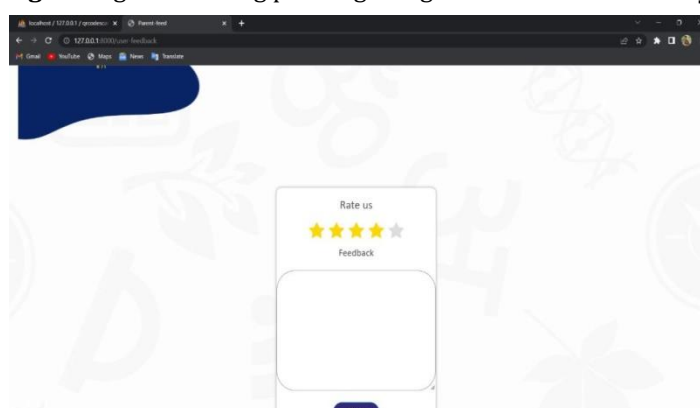 localhost / 127.0.0.1 / qrcodesca
Parent-feed
127.0.0.1:8000/user-feedback
Gmail
YouTube
Maps
News
Translate
Rate us
Feedback